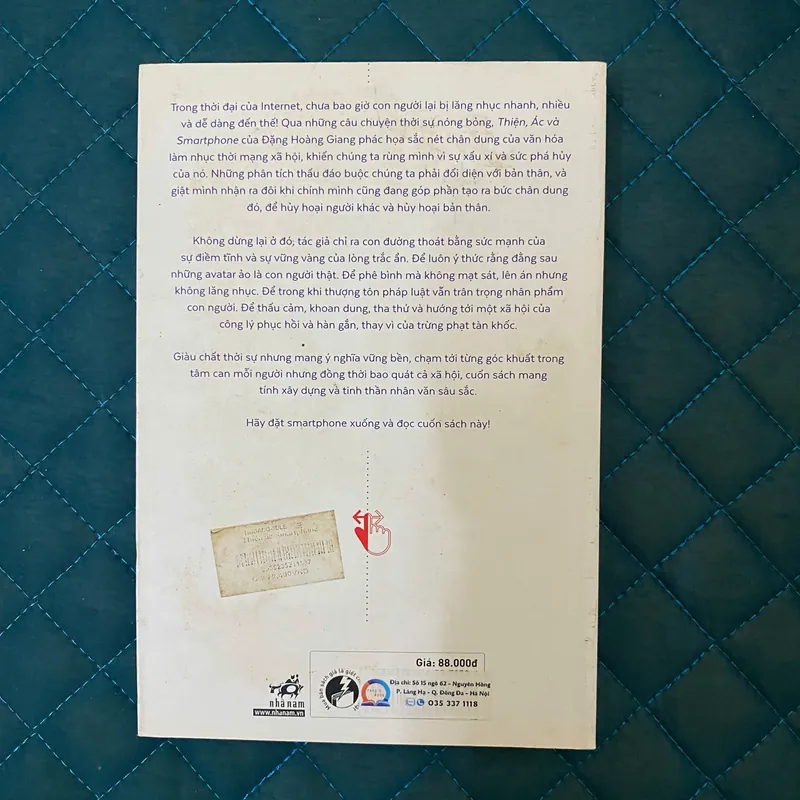 Trong thời đại của Internet, chưa bao giờ con người lại bị lăng nhục nhanh, nhiều
và dễ dàng đến thế! Qua những câu chuyện thời sự nóng bỏng, Thiện, Ác và
Smartphone của Đặng Hoàng Giang phác họa sắc nét chân dung của văn hóa
làm nhục thời mạng xã hội, khiến chúng ta rùng mình vì sự xấu xí và sức phá hủy
của nó. Những phân tích thấu đáo buộc chúng ta phải đối diện với bản thân, và
giật mình nhận ra đôi khi chính mình cũng đang góp phần tạo ra bức chân dung
đó, để hủy hoại người khác và hủy hoại bản thân.
Không dừng lại ở đó, tác giả chỉ ra con đường thoát bằng sức mạnh của
sự điềm tĩnh và sự vững vàng của lòng trắc ẩn. Để luôn ý thức rằng đằng sau
những avatar ảo là con người thật. Để phê bình mà không mạt sát, lên án nhưng
không lăng nhục. Để trong khi thượng tôn pháp luật vẫn trân trọng nhân phẩm
con người. Để thấu cảm, khoan dung, tha thứ và hướng tới một xã hội của
công lý phục hồi và hàn gắn, thay vì của trừng phạt tàn khốc.
Giàu chất thời sự nhưng mang ý nghĩa vững bền, chạm tới từng góc khuất trong
tâm can mỗi người nhưng đồng thời bao quát cả xã hội, cuốn sách mang
tính xây dựng và tinh thần nhân văn sâu sắc.
Hãy đặt smartphone xuống và đọc cuốn sách này!
Giá: 88.000đ
nhã nam
www.nhanam.vn
Địa chỉ: Số 15 ngõ 62 - Nguyên Hồng
P. Láng Hạ - Q. Đống Đa - Hà Nội
035 337 1118